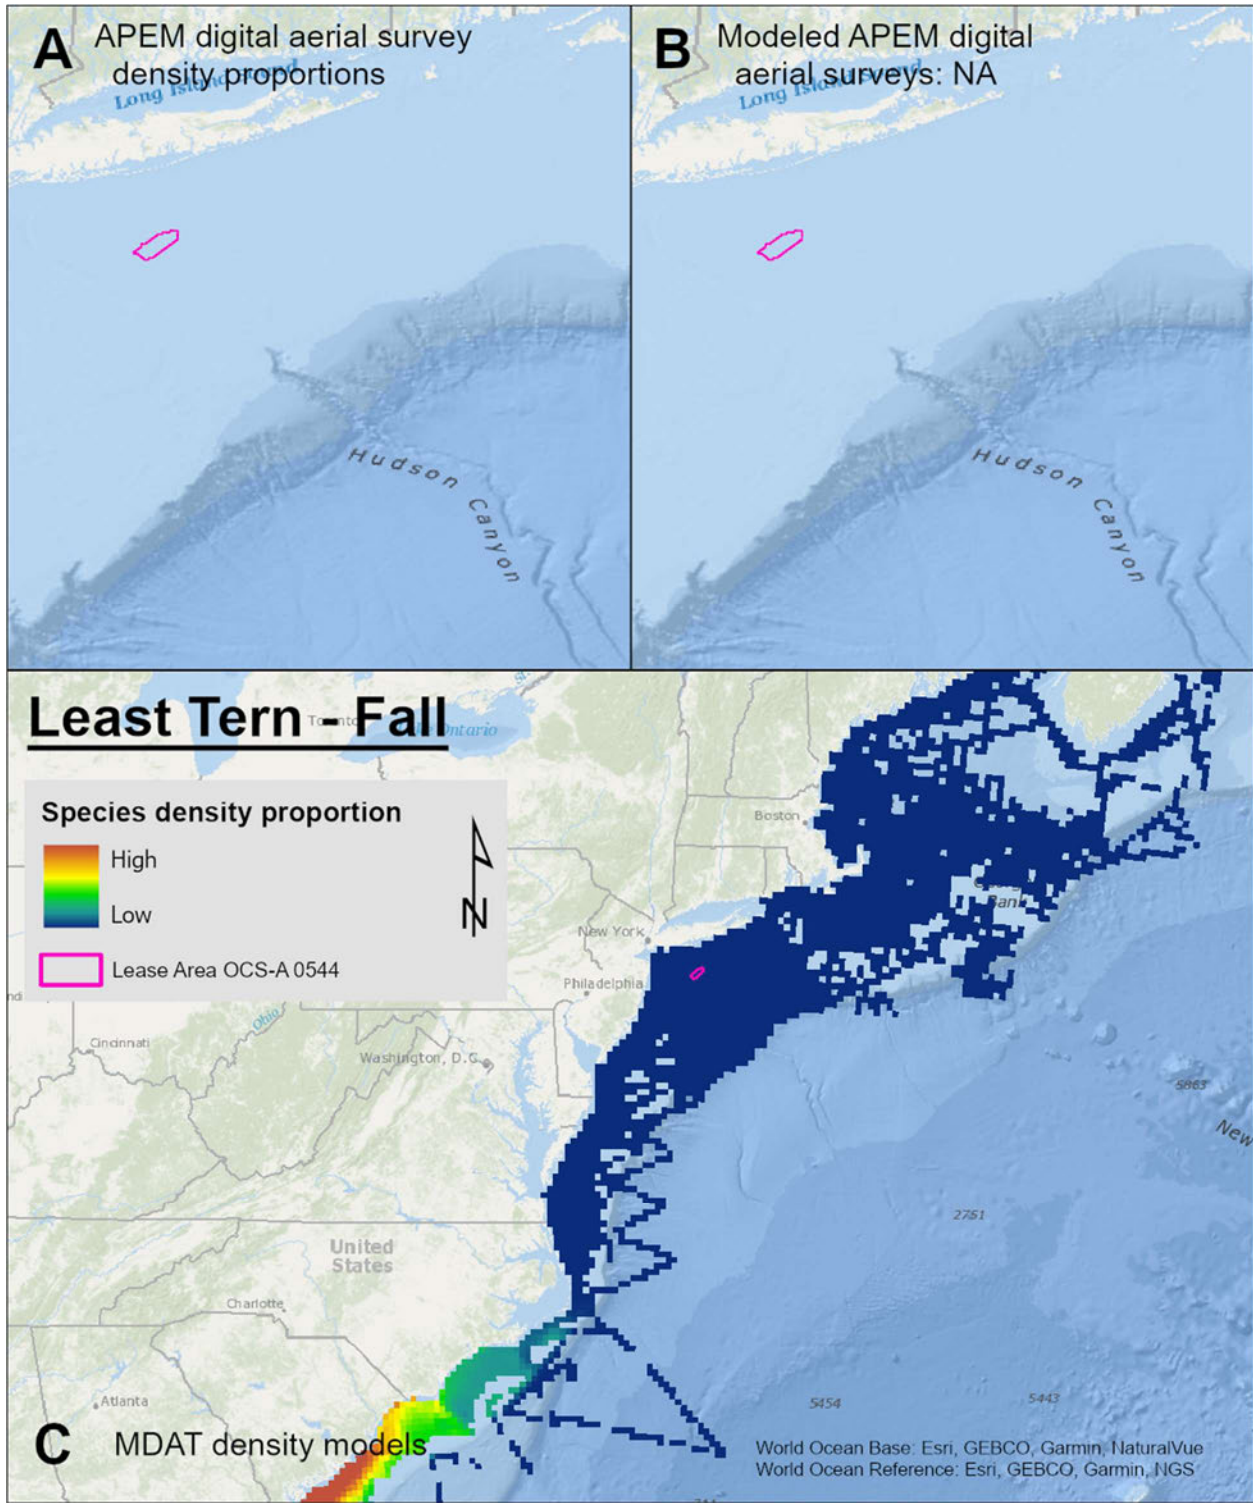 A APEM digital aerial survey
density proportions
Long Island Sound
Hudson Canyon
B Modeled APEM digital
aerial surveys: NA
Long Island Sound
Hudson Canyon
Least Tern - Fall
Ontario
Species density proportion
High
Low
N
Lease Area OCS-A 0544
Boston
Bank
New York
Philadelphia
Ohio
Cincinnati
Washington, D.C.
5863
New
2751
United
States
Charlotte
Atlanta
5454
5443
C MDAT density models
World Ocean Base: Esri, GEBCO, Garmin, NaturalVue
World Ocean Reference: Esri, GEBCO, Garmin, NGS